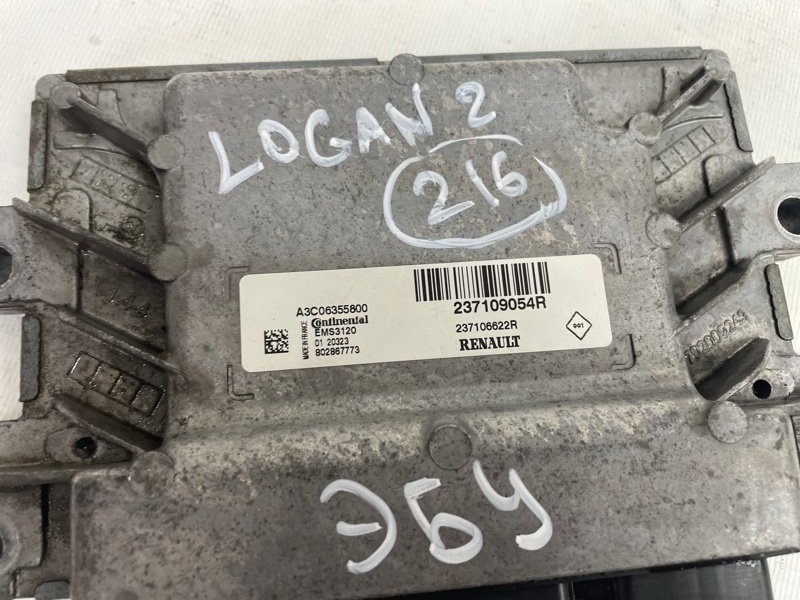 LOGAN 2
216
A3C06355800
Continental
EMS3120
01 20323
802867773
MADE IN FRANCE
237109054R
237106622R
RENAULT
001
ЭБУ